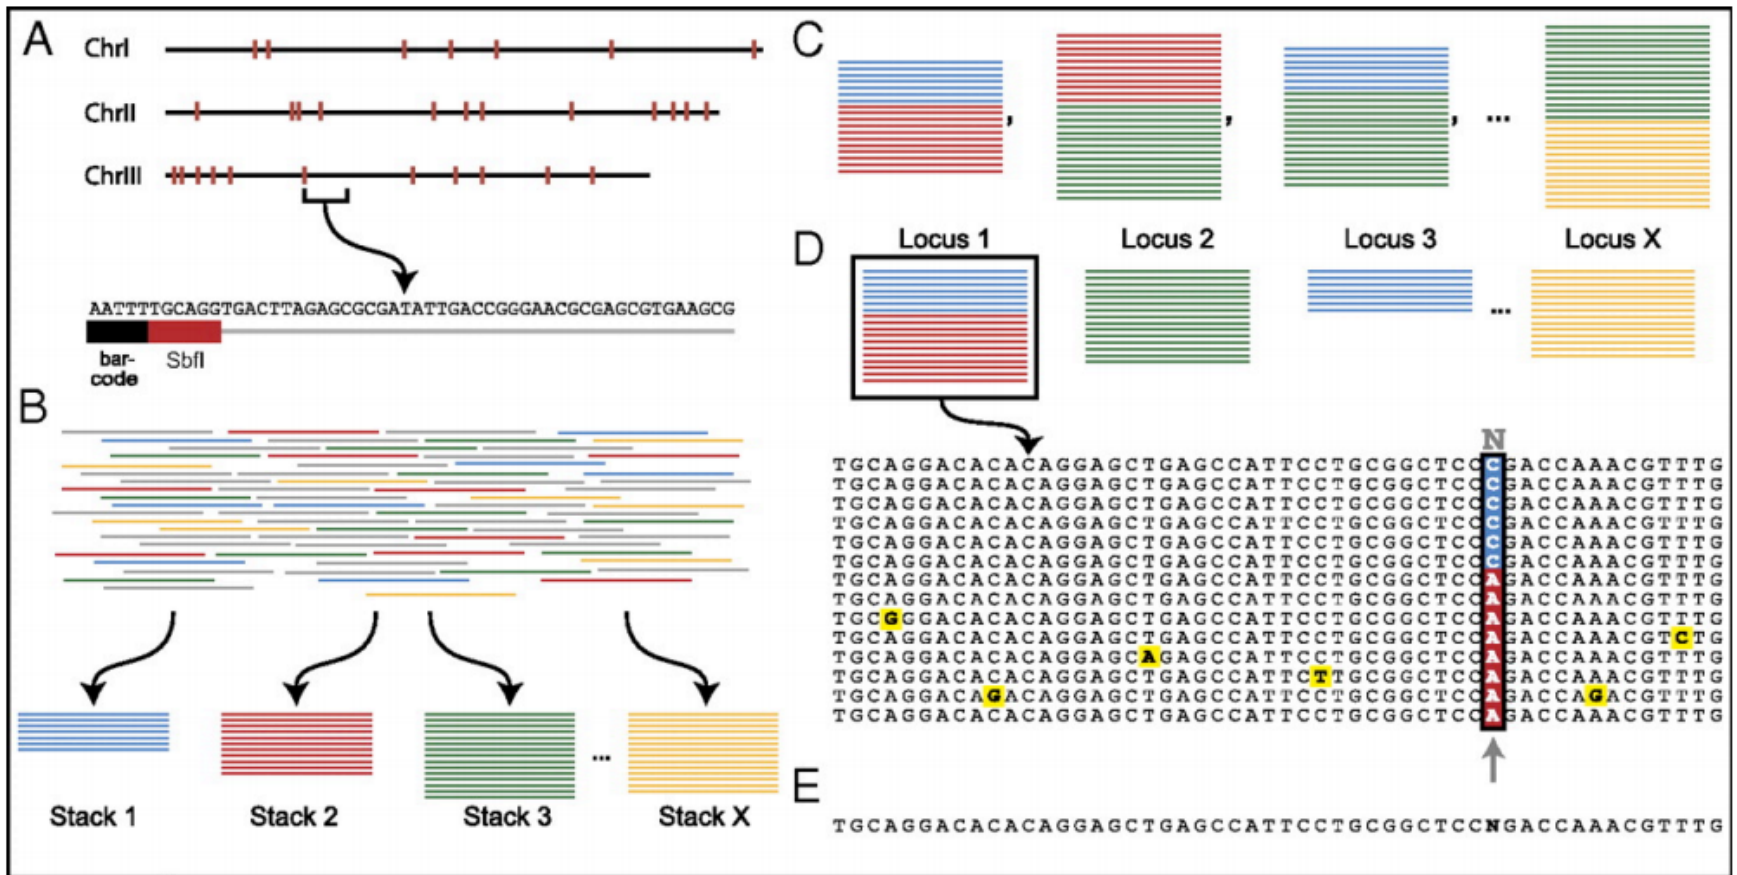 A
ChrI
ChrII
ChrIII
AATTTTGCAGGTGACTTAGAGCGCGATATTGACCGGGAACGCGAGCGTGAAGCG
bar-
code
SbfI
B
Stack 1
Stack 2
Stack 3
...
Stack X
C
, , , ...
D
Locus 1
Locus 2
Locus 3
Locus X
...
N
TGCAGGACACACAGGAGCTGAGCCATTCCTGCGGCTCCCGACCAAACGTTTG
TGCAGGACACACAGGAGCTGAGCCATTCCTGCGGCTCCCGACCAAACGTTTG
TGCAGGACACACAGGAGCTGAGCCATTCCTGCGGCTCCCGACCAAACGTTTG
TGCAGGACACACAGGAGCTGAGCCATTCCTGCGGCTCCCGACCAAACGTTTG
TGCAGGACACACAGGAGCTGAGCCATTCCTGCGGCTCCCGACCAAACGTTTG
TGCAGGACACACAGGAGCTGAGCCATTCCTGCGGCTCCCGACCAAACGTTTG
TGCAGGACACACAGGAGCTGAGCCATTCCTGCGGCTCCAGACCAAACGTTTG
TGCAGGACACACAGGAGCTGAGCCATTCCTGCGGCTCCAGACCAAACGTTTG
TGCGGGACACACAGGAGCTGAGCCATTCCTGCGGCTCCAGACCAAACGTTTG
TGCAGGACACACAGGAGCTGAGCCATTCCTGCGGCTCCAGACCAAACGTCTG
TGCAGGACACACAGGAGCAGAGCCATTCCTGCGGCTCCAGACCAAACGTTTG
TGCAGGACACACAGGAGCTGAGCCATTCTTGCGGCTCCAGACCAAACGTTTG
TGCAGGACAGACAGGAGCTGAGCCATTCCTGCGGCTCCAGACCAGACGTTTG
TGCAGGACACACAGGAGCTGAGCCATTCCTGCGGCTCCAGACCAAACGTTTG
E
TGCAGGACACACAGGAGCTGAGCCATTCCTGCGGCTCCNGACCAAACGTTTG